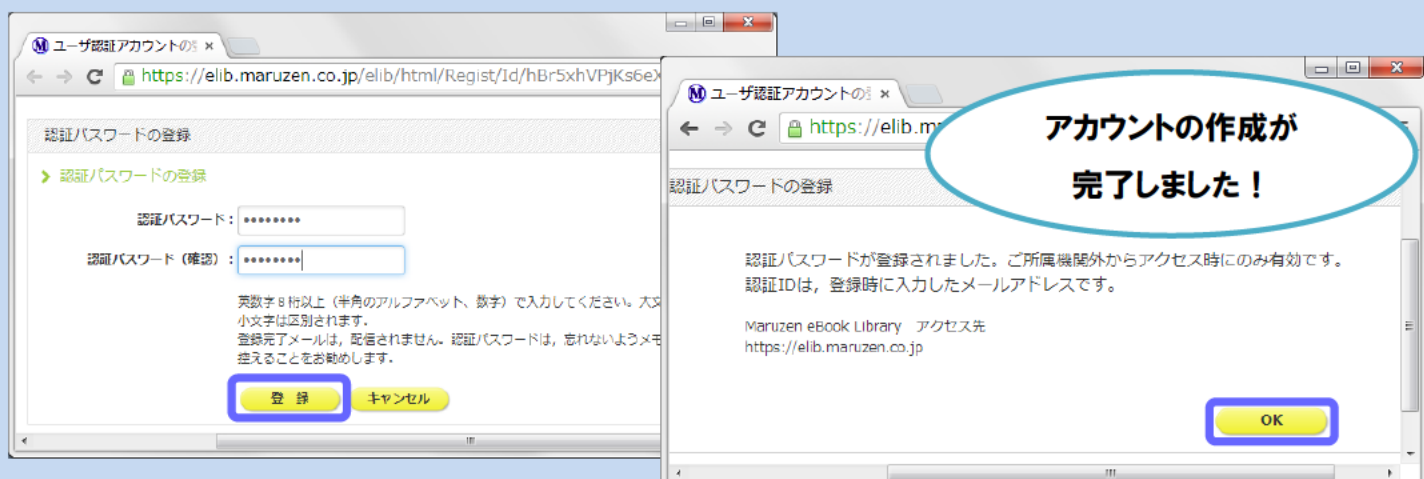 ユーザ認証アカウントの
https://elib.maruzen.co.jp/elib/html/Regist/Id/hBr5xhVPjKs6eX
認証パスワードの登録
認証パスワードの登録
認証パスワード：
認証パスワード（確認）：
英数字８桁以上（半角のアルファベット、数字）で入力してください。大文
小文字は区別されます。
登録完了メールは，配信されません。認証パスワードは，忘れないようメモ
控えることをお勧めします。
登 録
キャンセル
ユーザ認証アカウントの
https://elib.m
アカウントの作成が
完了しました！
認証パスワードの登録
認証パスワードが登録されました。ご所属機関外からアクセス時にのみ有効です。
認証IDは，登録時に入力したメールアドレスです。
Maruzen eBook Library　アクセス先
https://elib.maruzen.co.jp
OK